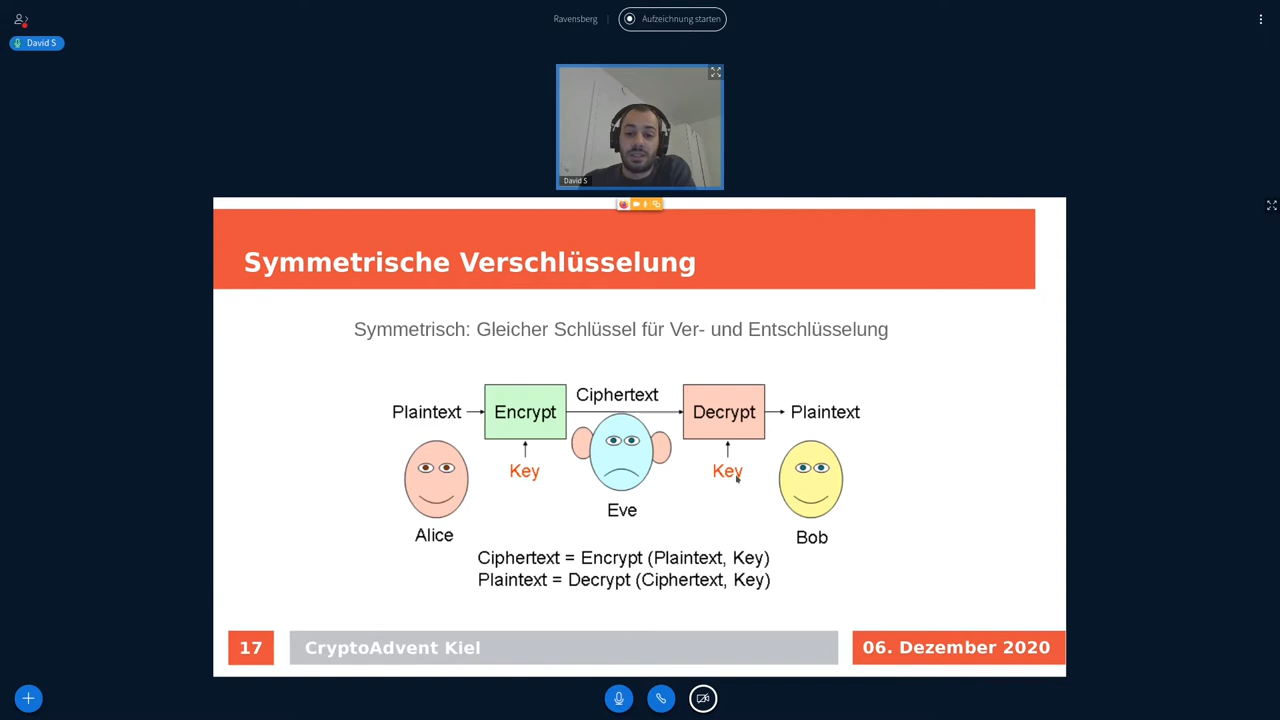 Ravensberg
Aufzeichnung starten
David S
David S
Symmetrische Verschlüsselung
Symmetrisch: Gleicher Schlüssel für Ver- und Entschlüsselung
Plaintext
Encrypt
Ciphertext
Decrypt
Plaintext
Key
Key
Alice
Eve
Bob
Ciphertext = Encrypt (Plaintext, Key)
Plaintext = Decrypt (Ciphertext, Key)
17
CryptoAdvent Kiel
06. Dezember 2020